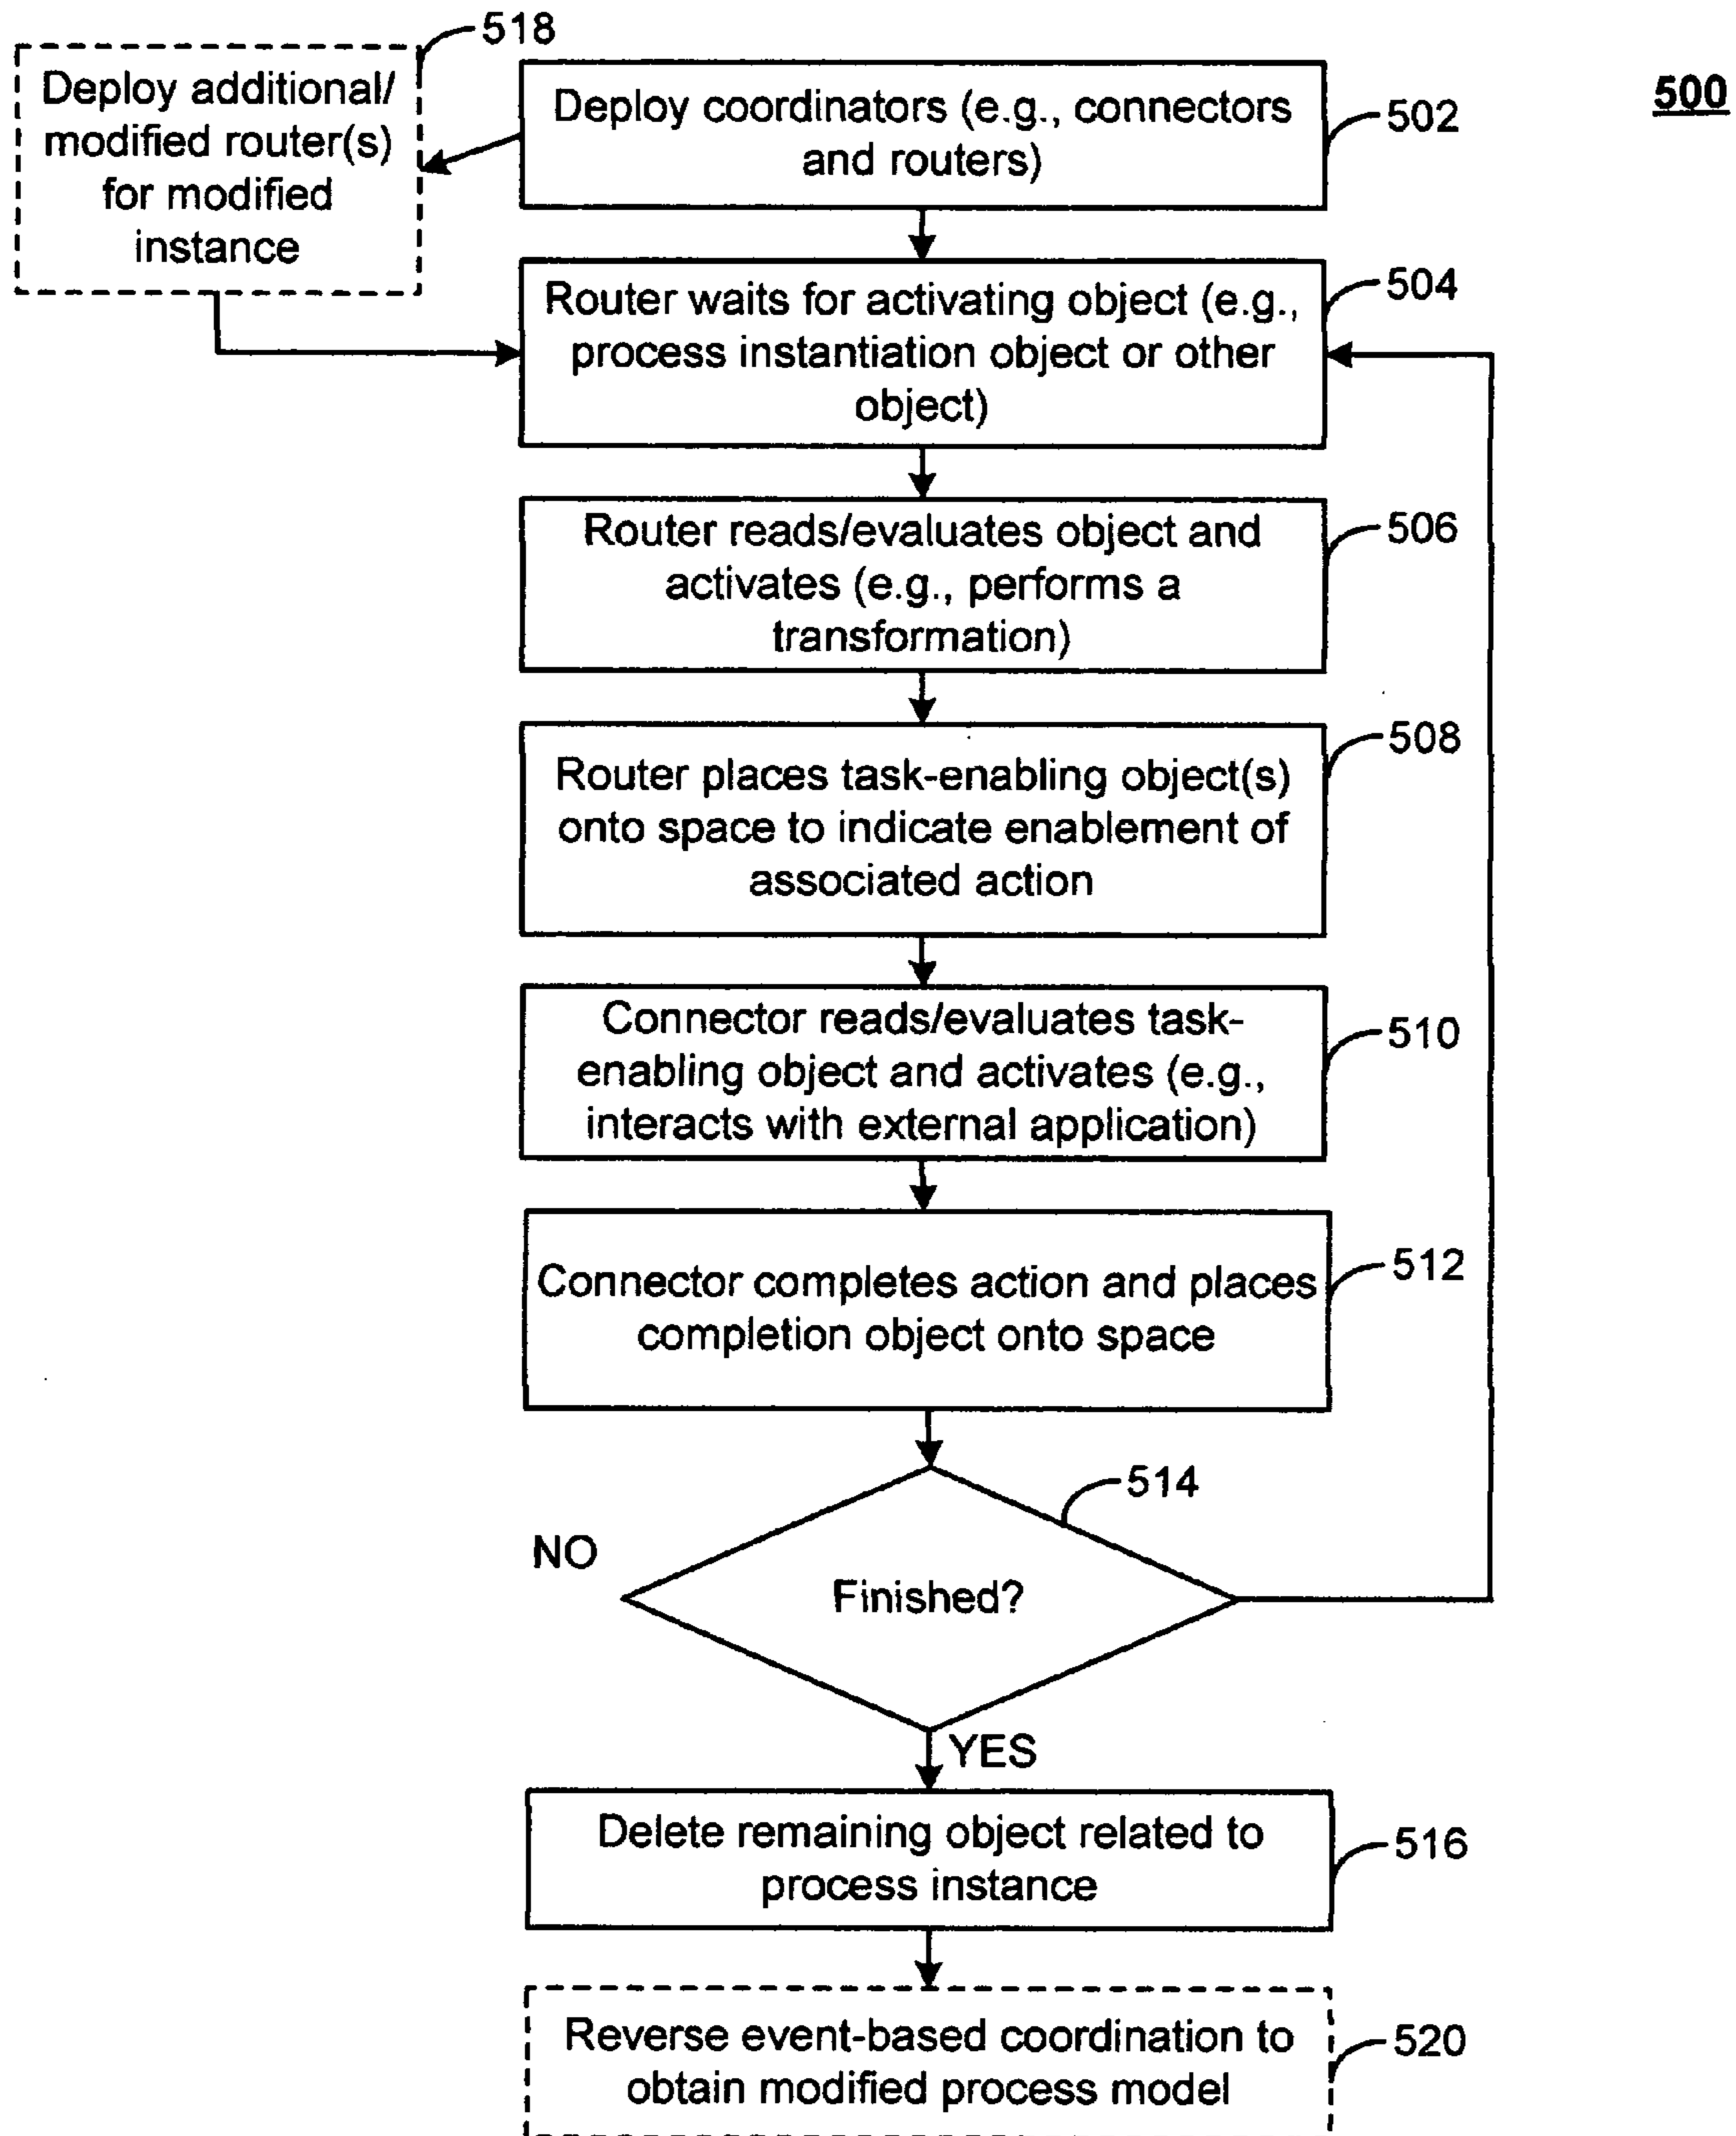 518
Deploy additional/
modified router(s)
for modified
instance
500
Deploy coordinators (e.g., connectors
and routers)
502
Router waits for activating object (e.g.,
process instantiation object or other
object)
504
Router reads/evaluates object and
activates (e.g., performs a
transformation)
506
Router places task-enabling object(s)
onto space to indicate enablement of
associated action
508
Connector reads/evaluates task-
enabling object and activates (e.g.,
interacts with external application)
510
Connector completes action and places
completion object onto space
512
514
NO
Finished?
YES
Delete remaining object related to
process instance
516
Reverse event-based coordination to
obtain modified process model
520